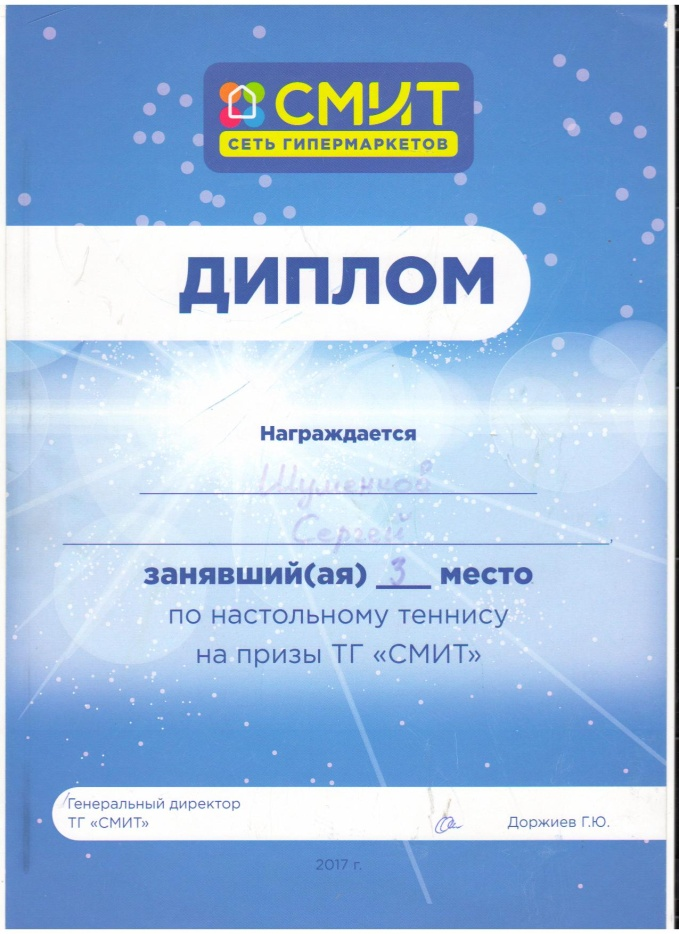 СМИТ
СЕТЬ ГИПЕРМАРКЕТОВ
ДИПЛОМ
Награждается
Шуменков
Сергей,
занявший(ая) 3 место
по настольному теннису
на призы ТГ «СМИТ»
Генеральный директор
ТГ «СМИТ»
Доржиев Г.Ю.
2017 г.